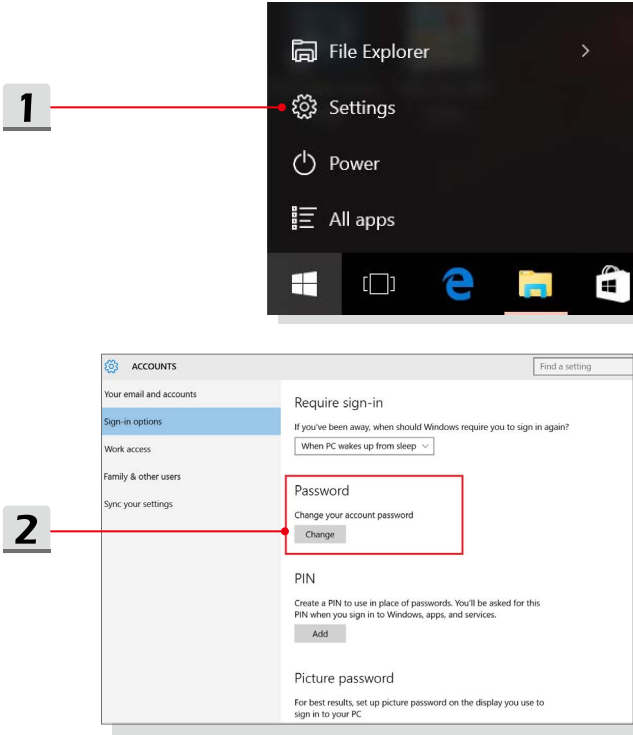 File Explorer
1
Settings
Power
All apps
ACCOUNTS
Find a setting
Your email and accounts
Sign-in options
Work access
Family & other users
Sync your settings
Require sign-in
If you've been away, when should Windows require you to sign in again?
When PC wakes up from sleep
2
Password
Change your account password
Change
PIN
Create a PIN to use in place of passwords. You'll be asked for this
PIN when you sign in to Windows, apps, and services.
Add
Picture password
For best results, set up picture password on the display you use to
sign in to your PC